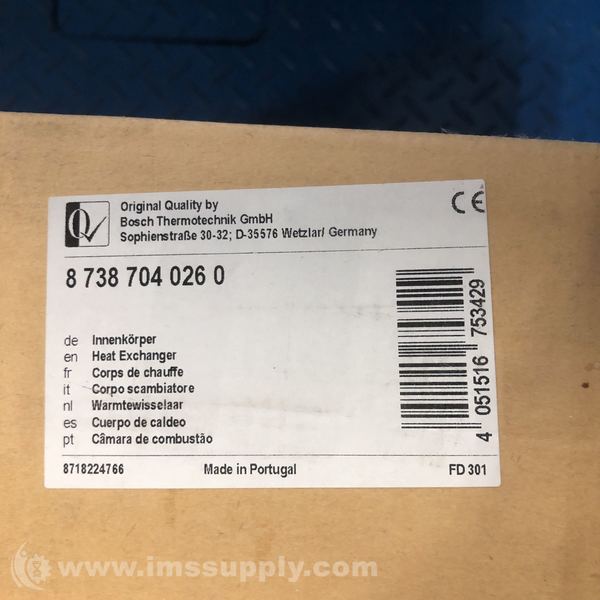 Original Quality by
Bosch Thermotechnik GmbH
Sophienstraße 30-32; D-35576 Wetzlar/ Germany
CE
8 738 704 026 0
de Innenkörper
en Heat Exchanger
fr Corps de chauffe
it Corpo scambiatore
nl Warmtewisselaar
es Cuerpo de caldeo
pt Câmara de combustão
4 051516 753429
8718224766 Made in Portugal FD 301
www.imssupply.com